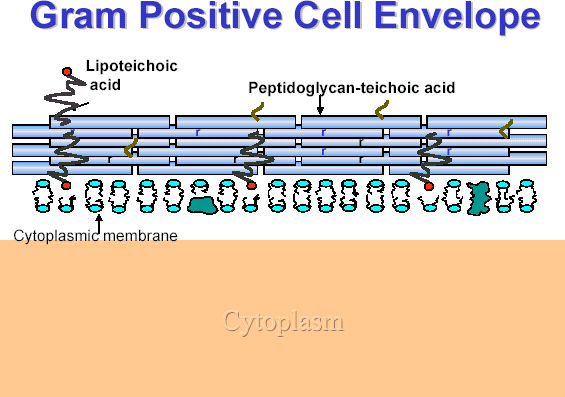 Gram Positive Cell Envelope
Lipoteichoic
acid
Peptidoglycan-teichoic acid
r r r
r
r r r
Cytoplasmic membrane
Cytoplasm